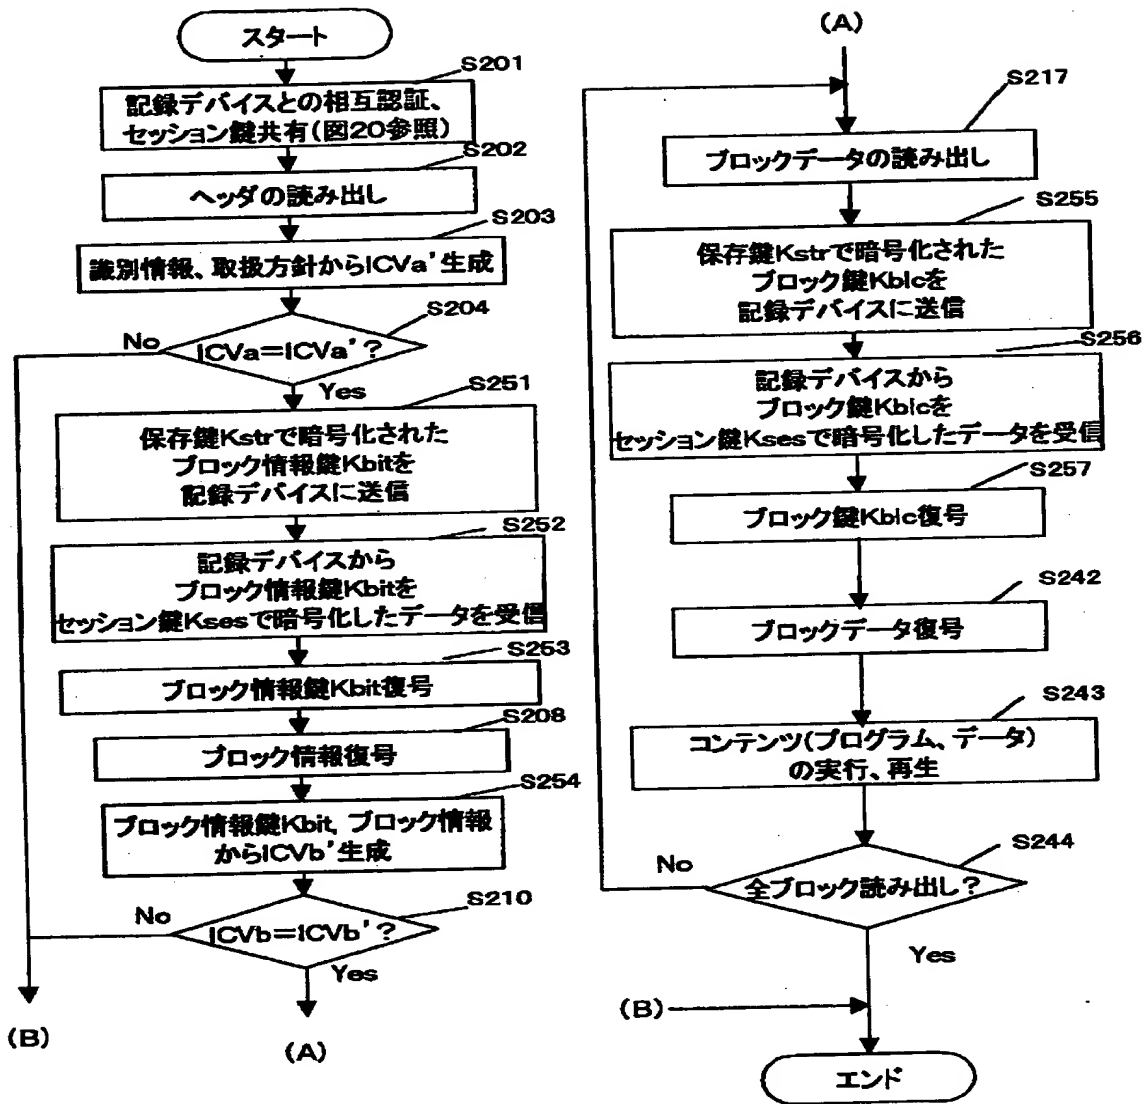 スタート
S201
記録デバイスとの相互認証、
セッション鍵共有(図20参照)
S202
ヘッダの読み出し
S203
識別情報、取扱方針からICVa'生成
S204
ICVa=ICVa'?
No
Yes
S251
保存鍵Kstrで暗号化された
ブロック情報鍵Kbitを
記録デバイスに送信
S252
記録デバイスから
ブロック情報鍵Kbitを
セッション鍵Ksesで暗号化したデータを受信
S253
ブロック情報鍵Kbit復号
S208
ブロック情報復号
S254
ブロック情報鍵Kbit, ブロック情報
からICVb'生成
S210
ICVb=ICVb'?
No
Yes
(B)
(A)
(A)
S217
ブロックデータの読み出し
S255
保存鍵Kstrで暗号化された
ブロック鍵Kblcを
記録デバイスに送信
S256
記録デバイスから
ブロック鍵Kblcを
セッション鍵Ksesで暗号化したデータを受信
S257
ブロック鍵Kblc復号
S242
ブロックデータ復号
S243
コンテンツ(プログラム、データ)
の実行、再生
S244
全ブロック読み出し?
No
Yes
(B)
エンド